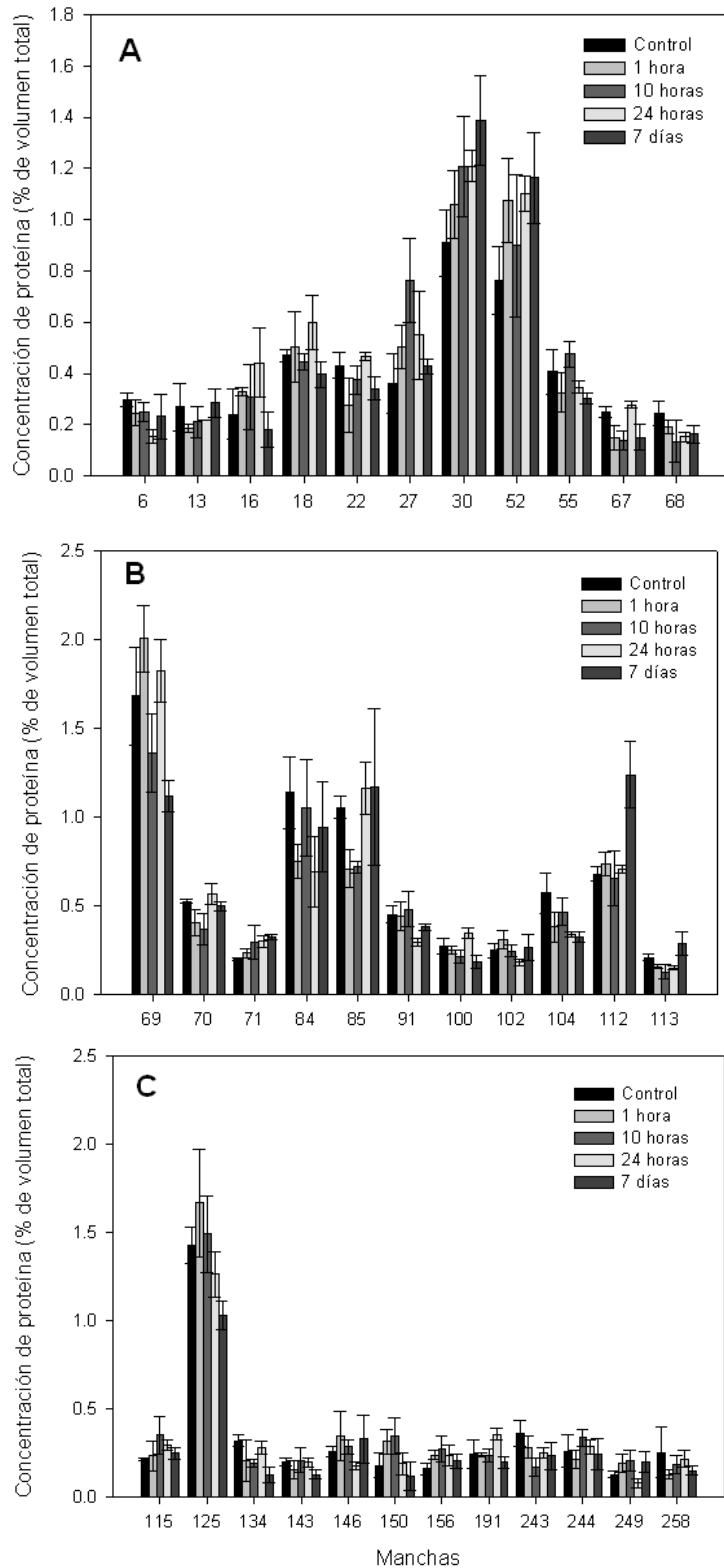 A
Concentración de proteína (% de volumen total)
1.8
1.6
1.4
1.2
1.0
0.8
0.6
0.4
0.2
0.0
Control
1 hora
10 horas
24 horas
7 días
6 13 16 18 22 27 30 52 55 67 68
B
Concentración de proteína (% de volumen total)
2.5
2.0
1.5
1.0
0.5
0.0
Control
1 hora
10 horas
24 horas
7 días
69 70 71 84 85 91 100 102 104 112 113
C
Concentración de proteína (% de volumen total)
2.5
2.0
1.5
1.0
0.5
0.0
Control
1 hora
10 horas
24 horas
7 días
115 125 134 143 146 150 156 191 243 244 249 258
Manchas